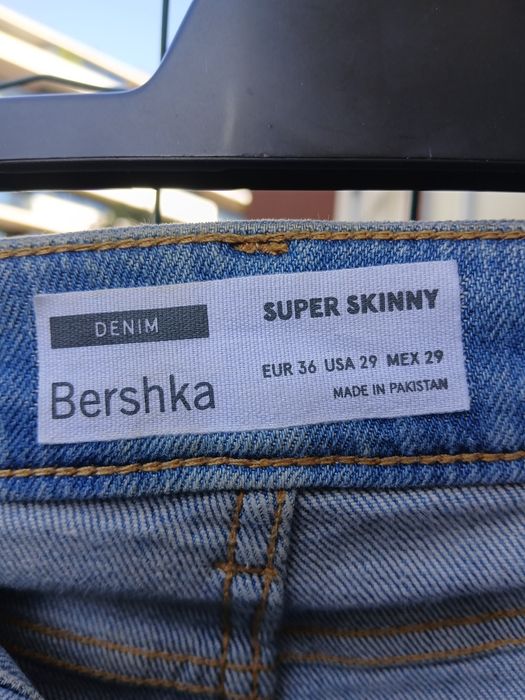 DENIM
Bershka
SUPER SKINNY
EUR 36 USA 29 MEX 29
MADE IN PAKISTAN